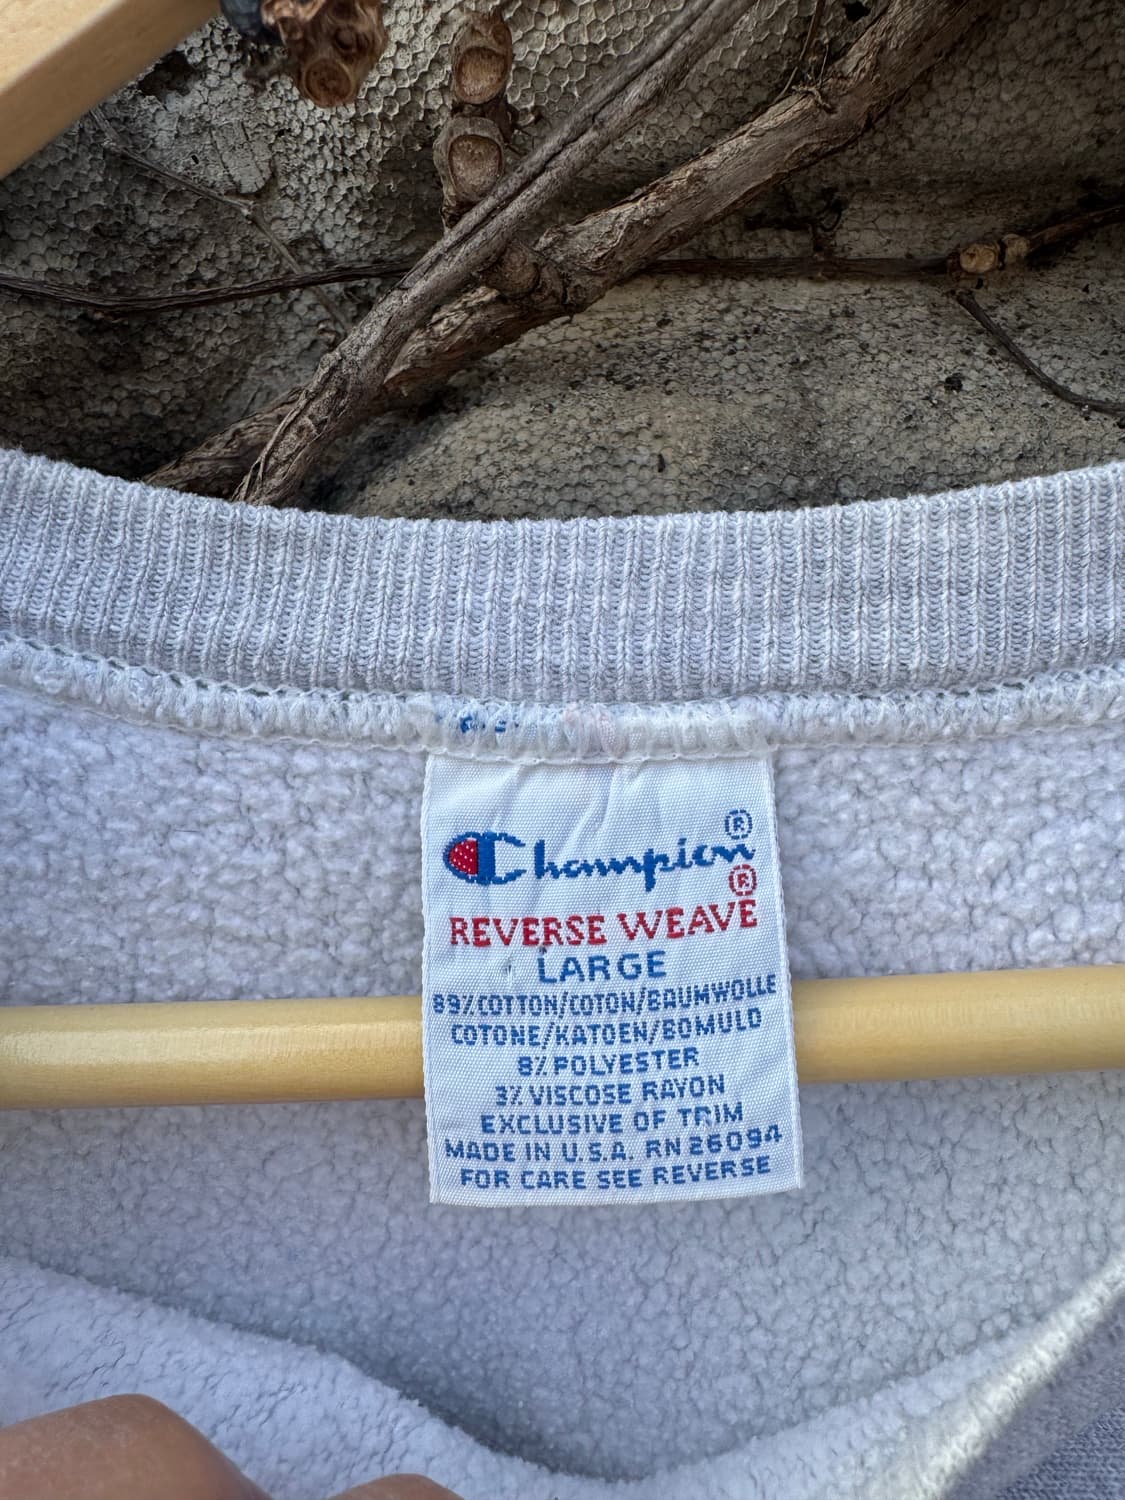 Champion®
REVERSE WEAVE®
LARGE
89% COTTON/COTON/BAUMWOLLE
COTONE/KATOEN/BOMULD
8% POLYESTER
3% VISCOSE RAYON
EXCLUSIVE OF TRIM
MADE IN U.S.A. RN 26094
FOR CARE SEE REVERSE